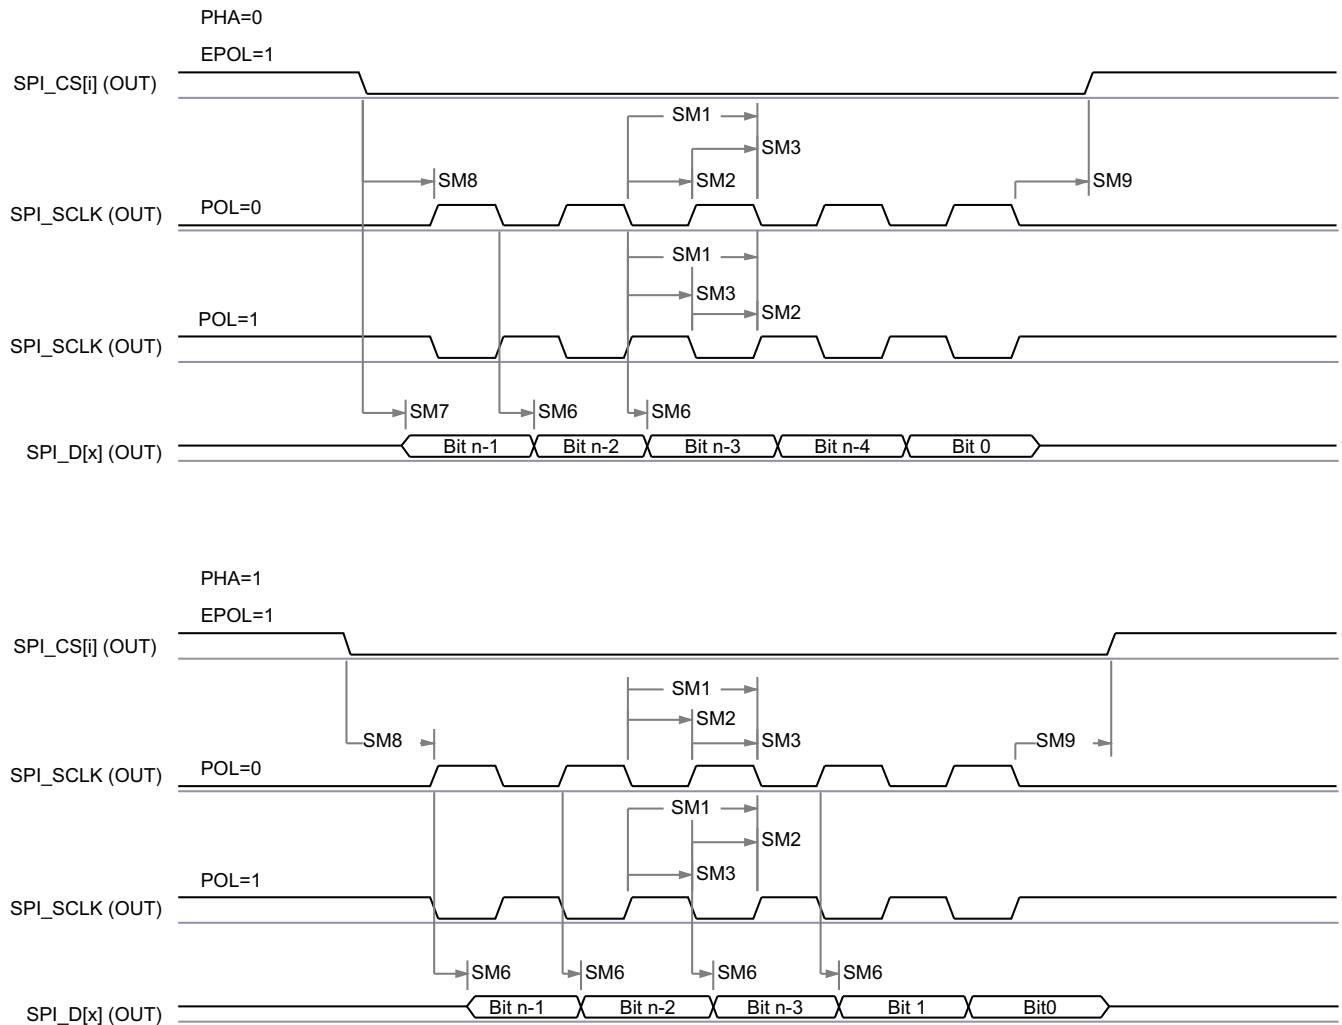 PHA=0
EPOL=1
SPI_CS[i] (OUT)
SM1
SM3
SM8
SM2
SM9
SPI_SCLK (OUT)
POL=0
SM1
SM3
SM2
POL=1
SPI_SCLK (OUT)
SM7
SM6
SM6
SPI_D[x] (OUT)
Bit n-1
Bit n-2
Bit n-3
Bit n-4
Bit 0
PHA=1
EPOL=1
SPI_CS[i] (OUT)
SM1
SM2
SM8
SM3
SM9
SPI_SCLK (OUT)
POL=0
SM1
SM2
SM3
POL=1
SPI_SCLK (OUT)
SM6
SM6
SM6
SM6
SPI_D[x] (OUT)
Bit n-1
Bit n-2
Bit n-3
Bit 1
Bit0